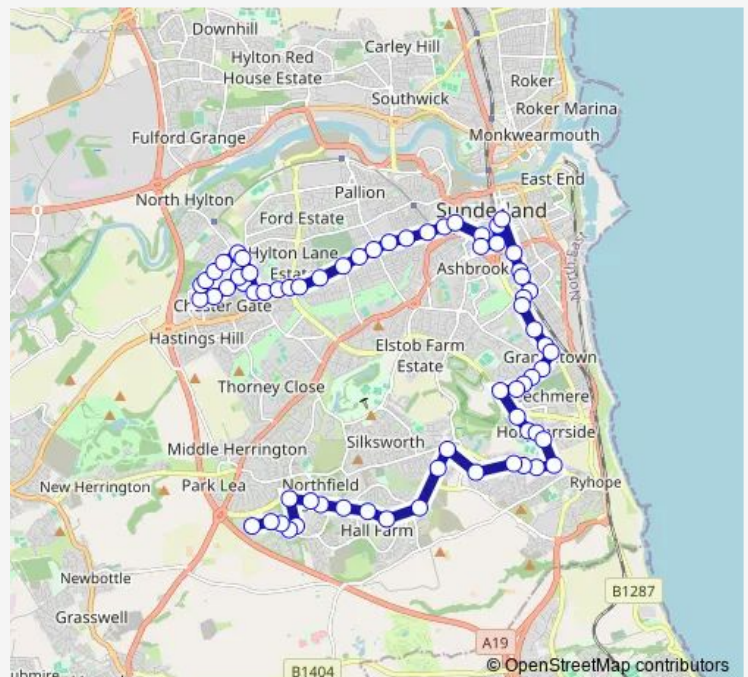 Downhill
Carley Hill
Hylton Red
House Estate
Roker
Southwick
Roker Marina
Fulford Grange
Monkwearmouth
East End
Pallion
North Hylton
Sunderland
Ford Estate
Hylton Lane
Estate
Ashbrook
North Sea
Chester Gate
Hastings Hill
Elstob Farm
Estate
Grangetown
Thorney Close
Silksworth
Middle Herrington
New Herrington
Park Lea
Northfield
Ryhope
Hall Farm
Newbottle
B1287
Grasswell
A19
B1404
© OpenStreetMap contributors